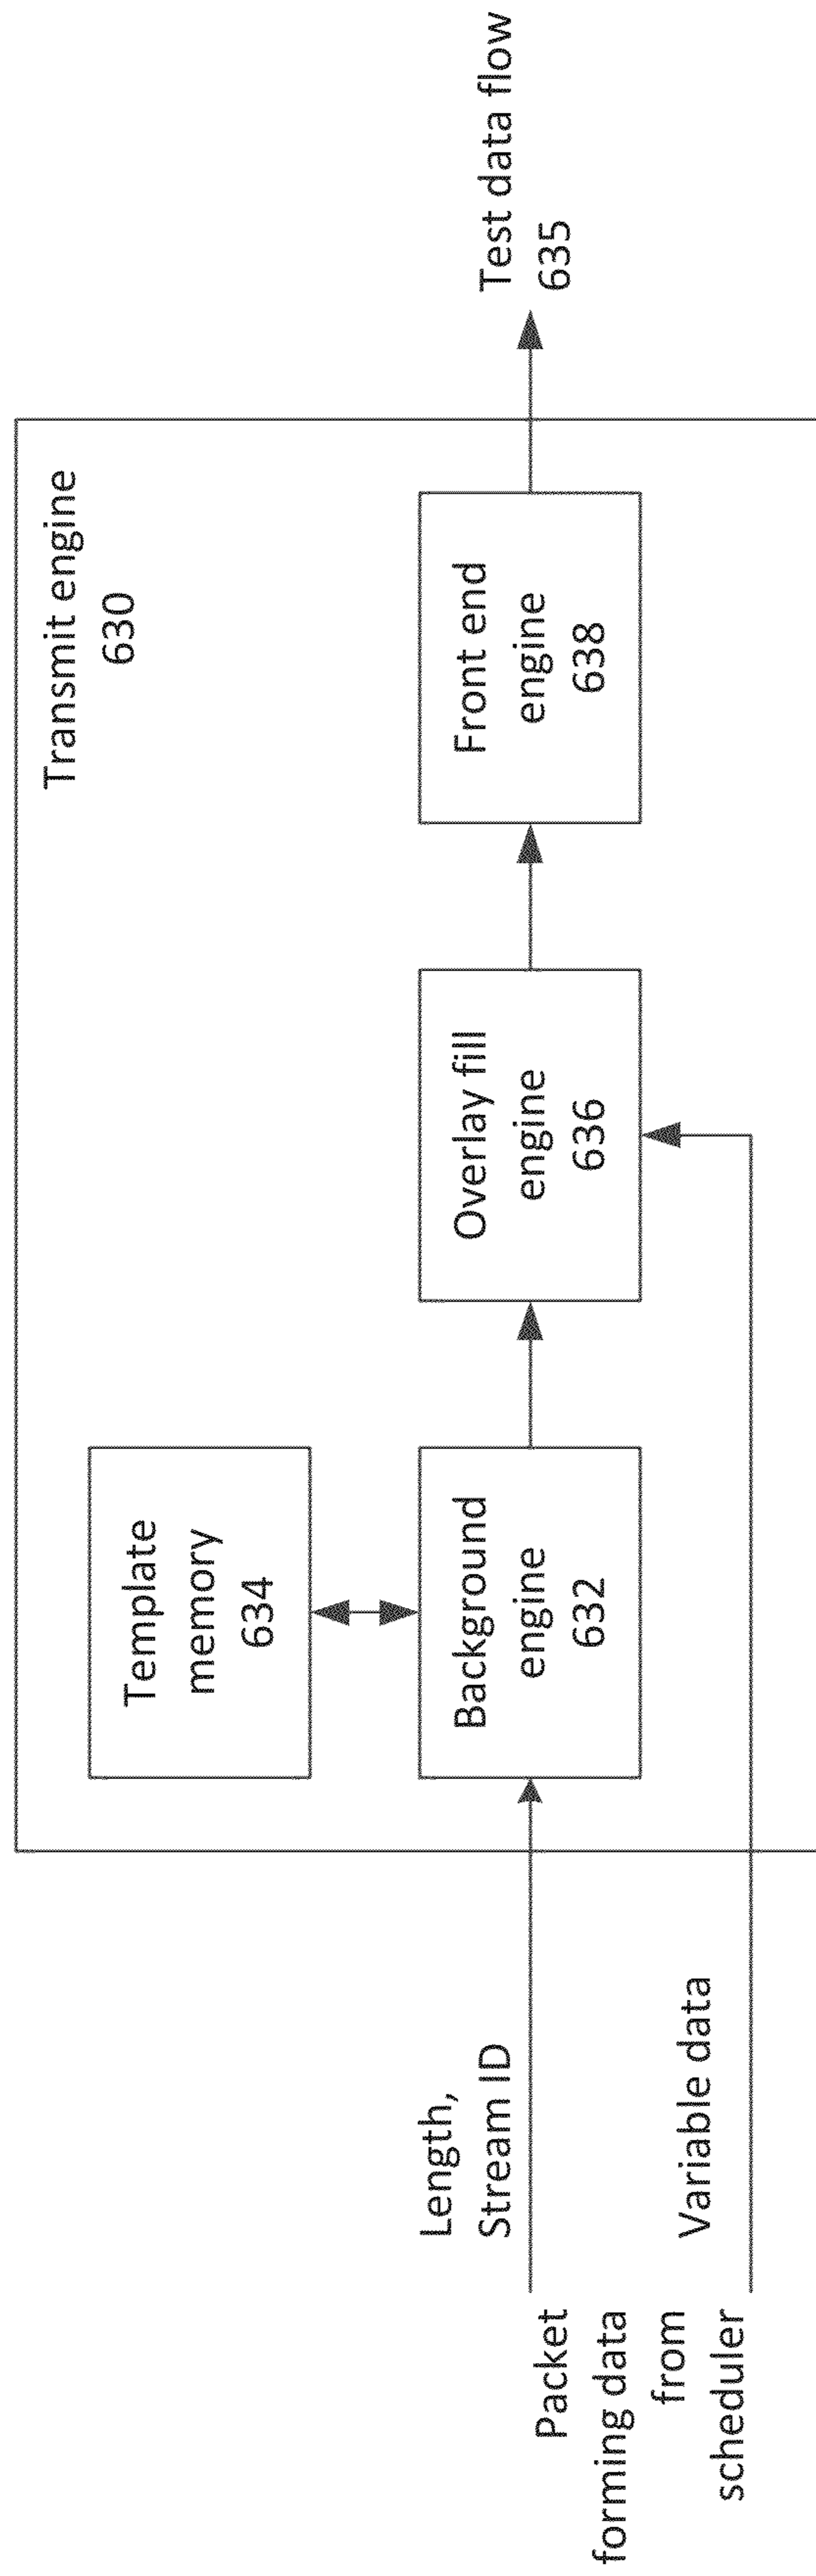 Transmit engine
630
Template
memory
634
Length,
Stream ID
Background
engine
632
Overlay fill
engine
636
Front end
engine
638
Test data flow
635
Packet
forming data
from
scheduler
Variable data